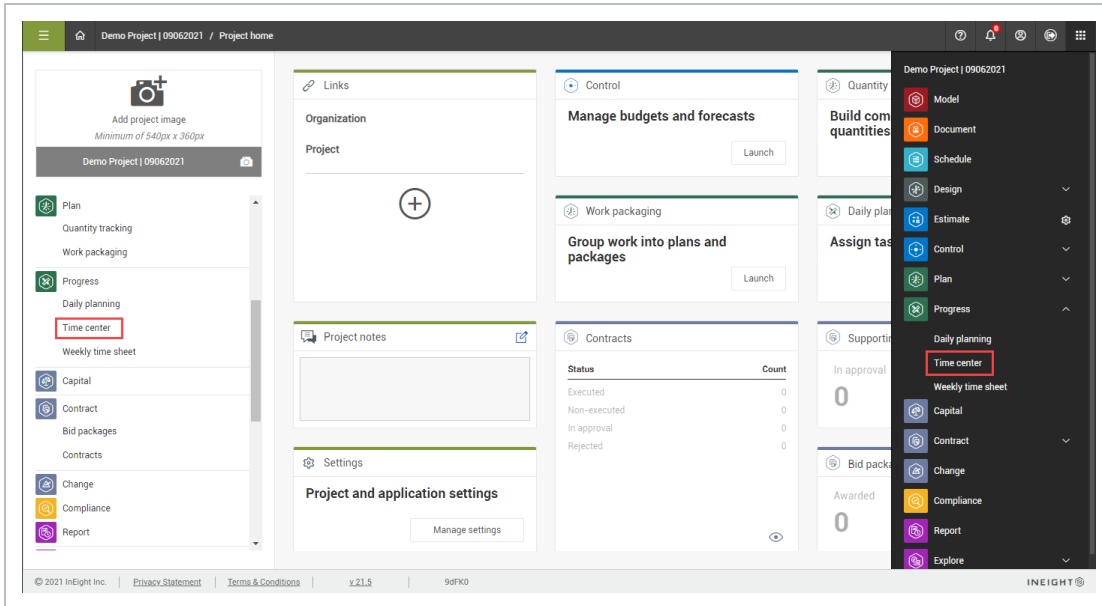 Demo Project | 09062021 / Project home
0
Add project image
Minimum of 540px x 360px
Demo Project | 09062021
Plan
Quantity tracking
Work packaging
Progress
Daily planning
Time center
Weekly time sheet
Capital
Contract
Bid packages
Contracts
Change
Compliance
Report
Links
Organization
Project
Project notes
Settings
Project and application settings
Manage settings
Control
Manage budgets and forecasts
Launch
Work packaging
Group work into plans and
packages
Launch
Contracts
Status Count
Executed 0
Non-executed 0
In approval 0
Rejected 0
Quantity
Build com
quantities
Daily plan
Assign tas
Supporti
In approval
0
Bid packa
Awarded
0
Demo Project | 09062021
Model
Document
Schedule
Design
Estimate
Control
Plan
Progress
Daily planning
Time center
Weekly time sheet
Capital
Contract
Change
Compliance
Report
Explore
© 2021 InEight Inc. | Privacy Statement | Terms & Conditions | v 21.5 | 9dFK0
INEIGHT